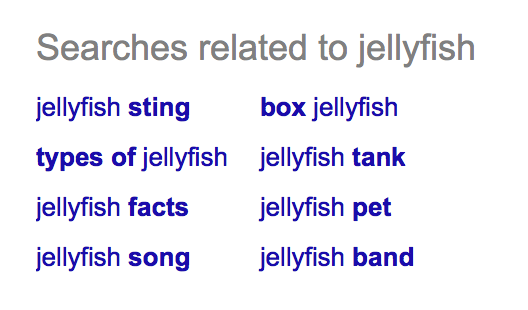 Searches related to jellyfish
jellyfish sting
box jellyfish
types of jellyfish
jellyfish tank
jellyfish facts
jellyfish pet
jellyfish song
jellyfish band